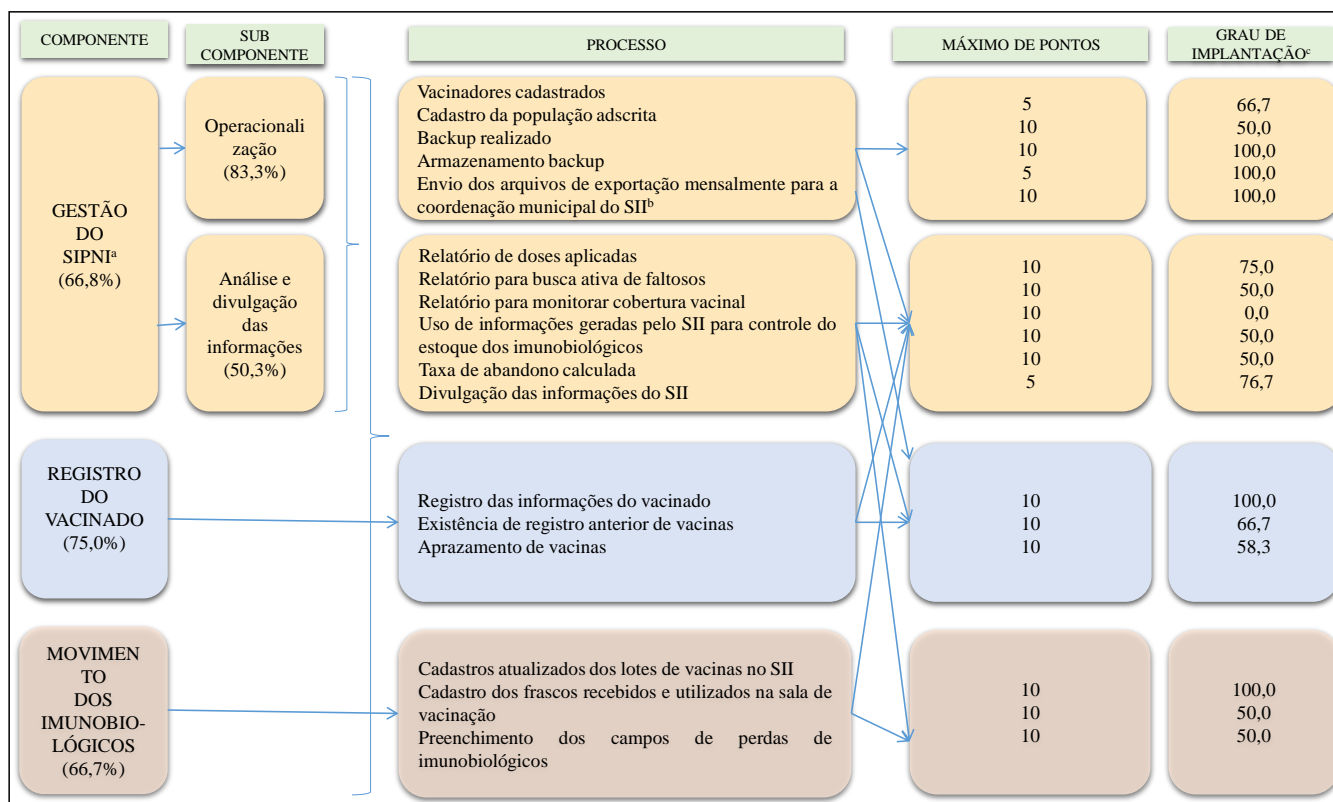 COMPONENTE
SUB
COMPONENTE
PROCESSO
MÁXIMO DE PONTOS
GRAU DE
IMPLANTAÇÃOᶜ
GESTÃO
DO
SIPNIᵃ
(66,8%)
Operacionali
zação
(83,3%)
Vacinadores cadastrados
Cadastro da população adscrita
Backup realizado
Armazenamento backup
Envio dos arquivos de exportação mensalmente para a
coordenação municipal do SIIᵇ
5
10
10
5
10
66,7
50,0
100,0
100,0
100,0
Análise e
divulgação
das
informações
(50,3%)
Relatório de doses aplicadas
Relatório para busca ativa de faltosos
Relatório para monitorar cobertura vacinal
Uso de informações geradas pelo SII para controle do
estoque dos imunobiológicos
Taxa de abandono calculada
Divulgação das informações do SII
10
10
10
10
10
5
75,0
50,0
0,0
50,0
50,0
76,7
REGISTRO
DO
VACINADO
(75,0%)
Registro das informações do vacinado
Existência de registro anterior de vacinas
Aprazamento de vacinas
10
10
10
100,0
66,7
58,3
MOVIMEN
TO
DOS
IMUNOBIO-
LÓGICOS
(66,7%)
Cadastros atualizados dos lotes de vacinas no SII
Cadastro dos frascos recebidos e utilizados na sala de
vacinação
Preenchimento dos campos de perdas de
imunobiológicos
10
10
10
100,0
50,0
50,0